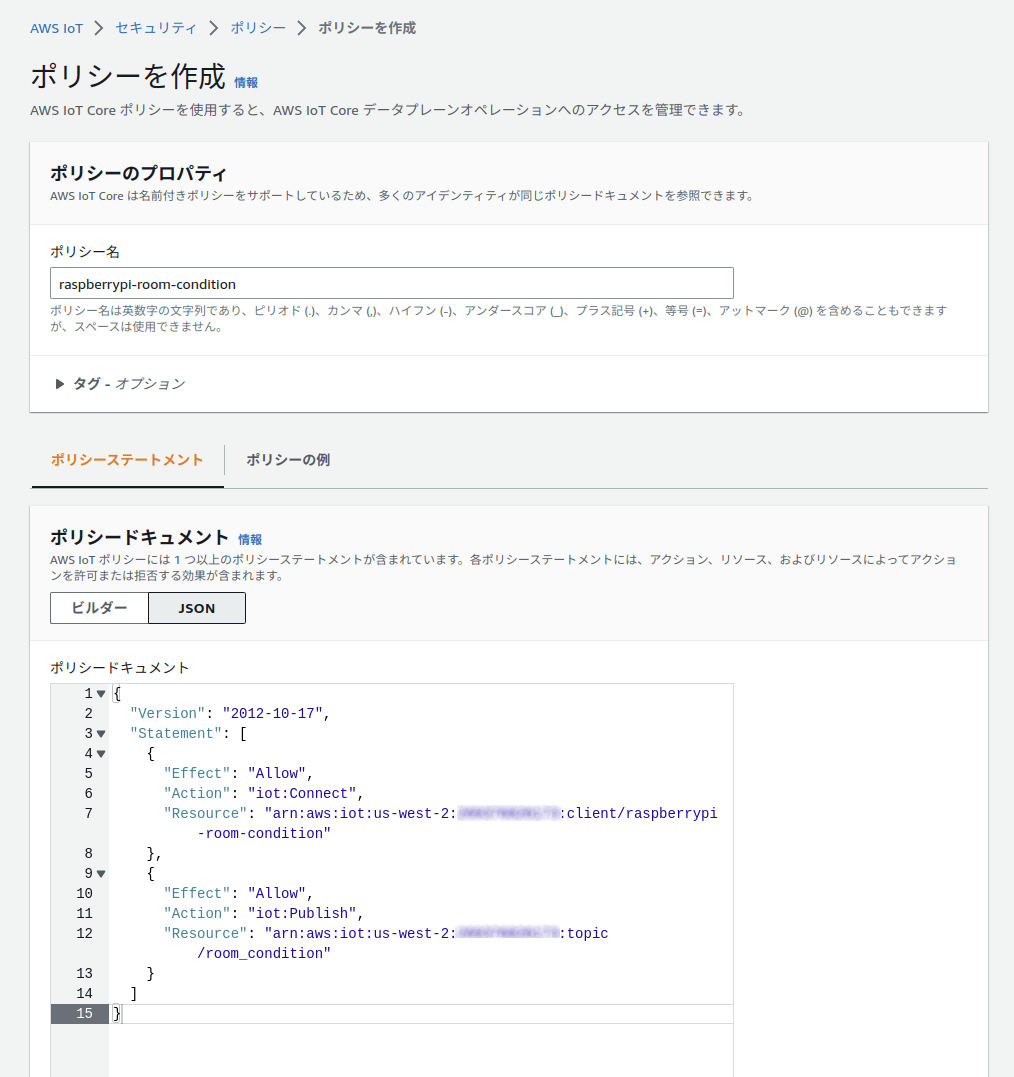 AWS IoT > セキュリティ > ポリシー > ポリシーを作成
ポリシーを作成 情報
AWS IoT Core ポリシーを使用すると、AWS IoT Core データプレーンオペレーションへのアクセスを管理できます。
ポリシーのプロパティ
AWS IoT Core は名前付きポリシーをサポートしているため、多くのアイデンティティが同じポリシードキュメントを参照できます。
ポリシー名
raspberrypi-room-condition
ポリシー名は英数字の文字列であり、ピリオド (.)、カンマ (,)、ハイフン (-)、アンダースコア (_)、プラス記号 (+)、等号 (=)、アットマーク (@) を含めることもできます
が、スペースは使用できません。
タグ - オプション
ポリシーステートメント ポリシーの例
ポリシードキュメント 情報
AWS IoT ポリシーには 1 つ以上のポリシーステートメントが含まれています。各ポリシーステートメントには、アクション、リソース、およびリソースによってアクショ
ンを許可または拒否する効果が含まれます。
ビルダー JSON
ポリシードキュメント
1 {
2 "Version": "2012-10-17",
3 "Statement": [
4 {
5 "Effect": "Allow",
6 "Action": "iot:Connect",
7 "Resource": "arn:aws:iot:us-west-2: :client/raspberrypi
-room-condition"
8 },
9 {
10 "Effect": "Allow",
11 "Action": "iot:Publish",
12 "Resource": "arn:aws:iot:us-west-2: :topic
/room_condition"
13 }
14 ]
15 }